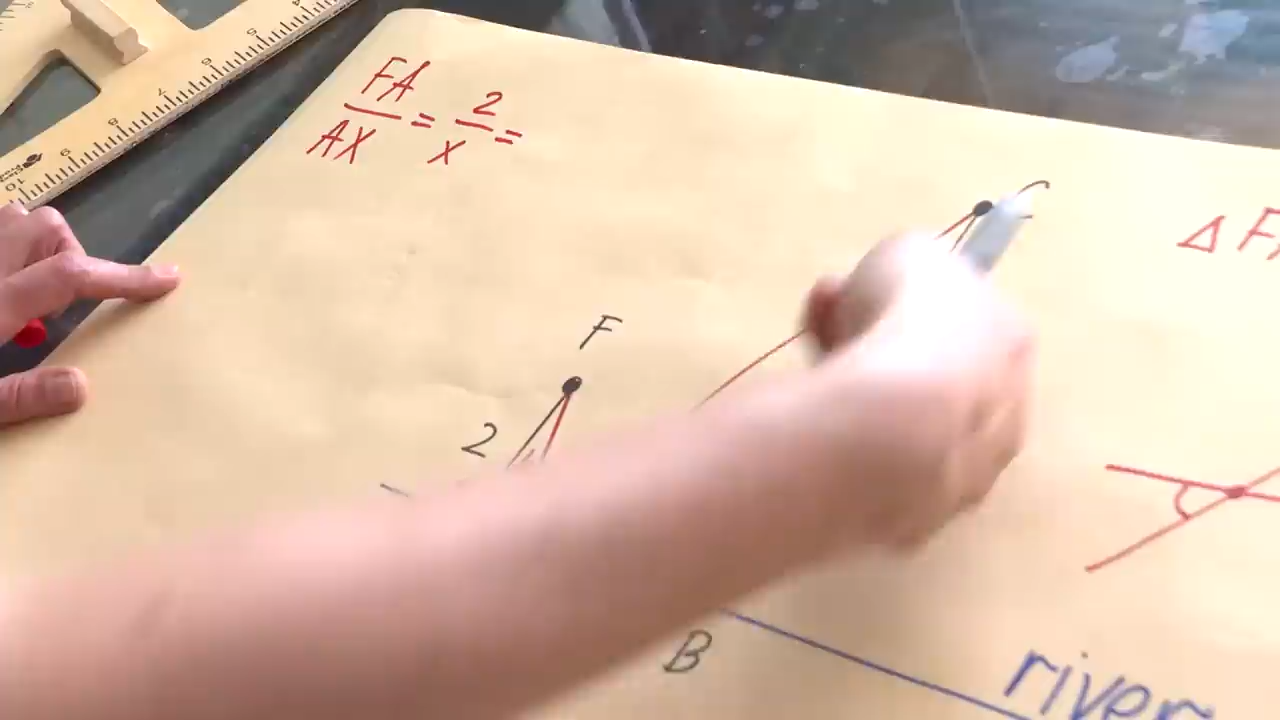 FA/AX = 2/x =
F
2
B
river
Δ F